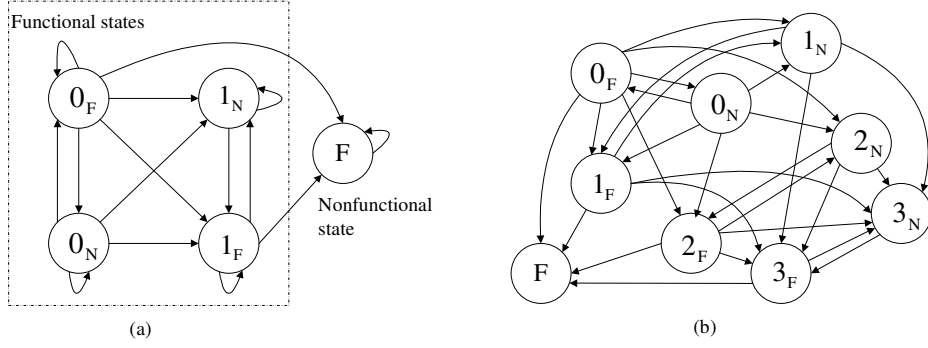 Functional states
0F
1N
F
0N
1F
Nonfunctional
state
(a)
0F
1N
0N
2N
1F
3N
2F
F
3F
(b)